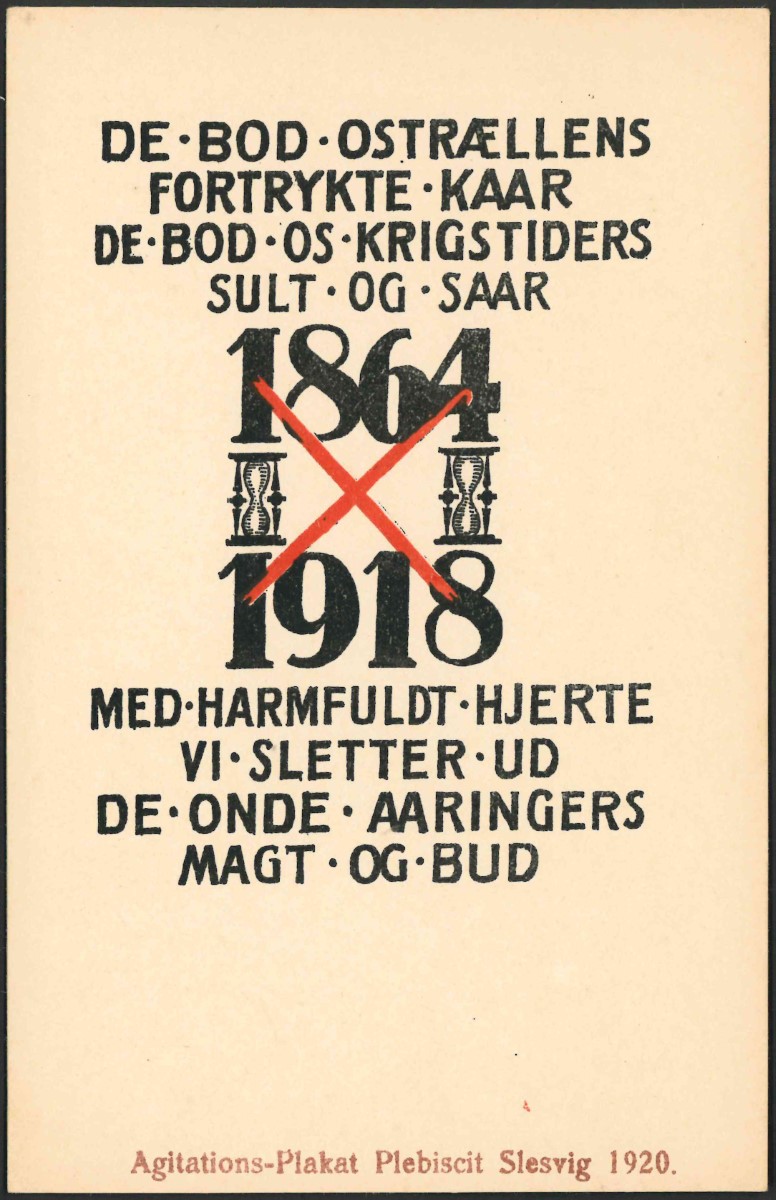 DE·BOD·OSTRÆLLENS
FORTRYKTE·KAAR
DE·BOD·OS·KRIGSTIDERS
SULT·OG·SAAR
1864
1918
MED·HARMFULDT·HJERTE
VI·SLETTER·UD
DE·ONDE·AARINGERS
MAGT·OG·BUD
Agitations-Plakat Plebiscit Slesvig 1920.